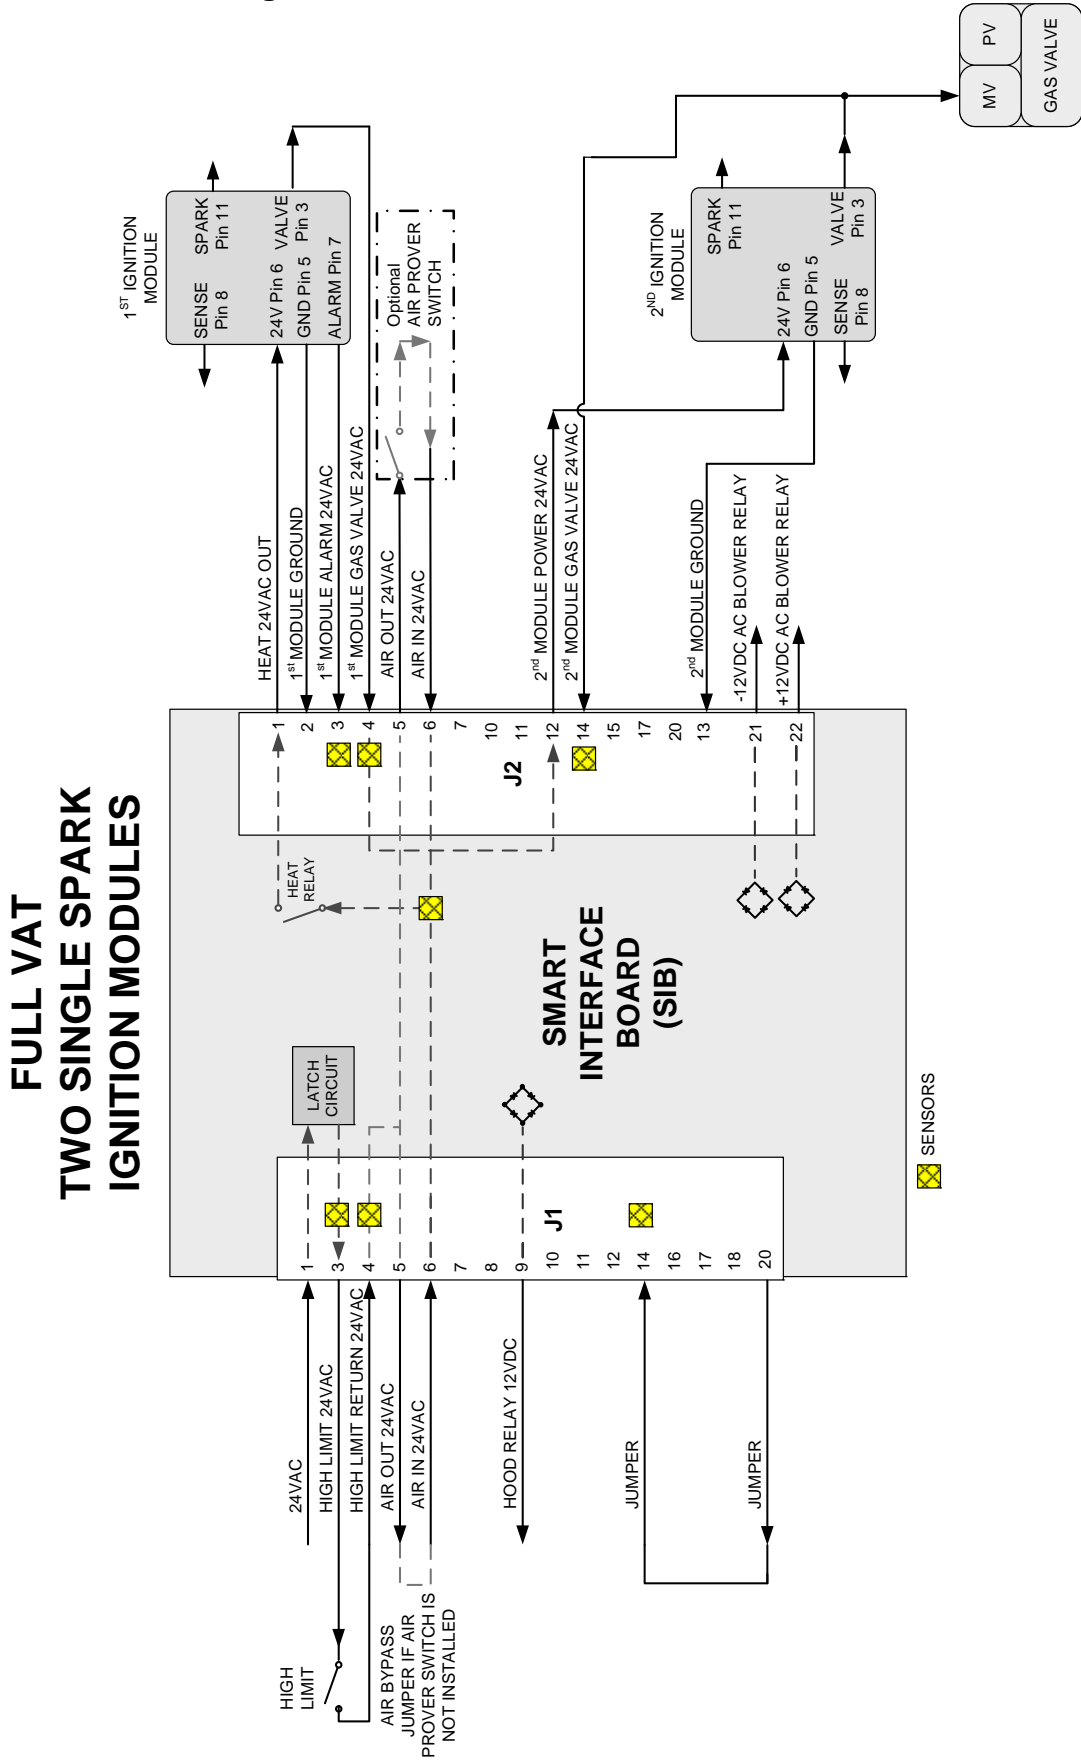 FULL VAT
TWO SINGLE SPARK
IGNITION MODULES
HIGH
LIMIT
24VAC
HIGH LIMIT 24VAC
HIGH LIMIT RETURN 24VAC
AIR OUT 24VAC
AIR IN 24VAC
AIR BYPASS
JUMPER IF AIR
PROVER SWITCH IS
NOT INSTALLED
HOOD RELAY 12VDC
JUMPER
JUMPER
1
3
4
5
6
7
8
9
10
11
12
14
16
17
18
20
J1
LATCH
CIRCUIT
SMART
INTERFACE
BOARD
(SIB)
SENSORS
HEAT
RELAY
J2
1
2
3
4
5
6
7
10
11
12
14
15
17
20
13
21
22
HEAT 24VAC OUT
1st MODULE GROUND
1st MODULE ALARM 24VAC
1st MODULE GAS VALVE 24VAC
AIR OUT 24VAC
AIR IN 24VAC
2nd MODULE POWER 24VAC
2nd MODULE GAS VALVE 24VAC
2nd MODULE GROUND
-12VDC AC BLOWER RELAY
+12VDC AC BLOWER RELAY
Optional
AIR PROVER
SWITCH
1ST IGNITION
MODULE
SENSE
Pin 8
SPARK
Pin 11
24V Pin 6
GND Pin 5
VALVE
Pin 3
ALARM Pin 7
2ND IGNITION
MODULE
SPARK
Pin 11
24V Pin 6
GND Pin 5
SENSE
Pin 8
VALVE
Pin 3
MV
PV
GAS VALVE